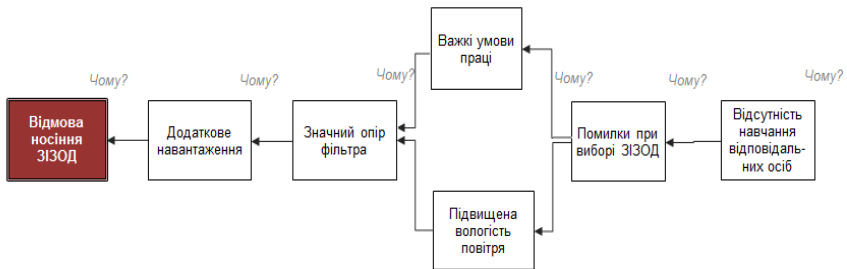 Чому?
Чому?
Чому?
Чому?
Чому?
Чому?
Відмова
носіння
ЗІЗОД
Додаткове
навантаження
Значний опір
фільтра
Важкі умови
праці
Підвищена
вологість
повітря
Помилки при
виборі ЗІЗОД
Відсутність
навчання
відповідаль-
них осіб